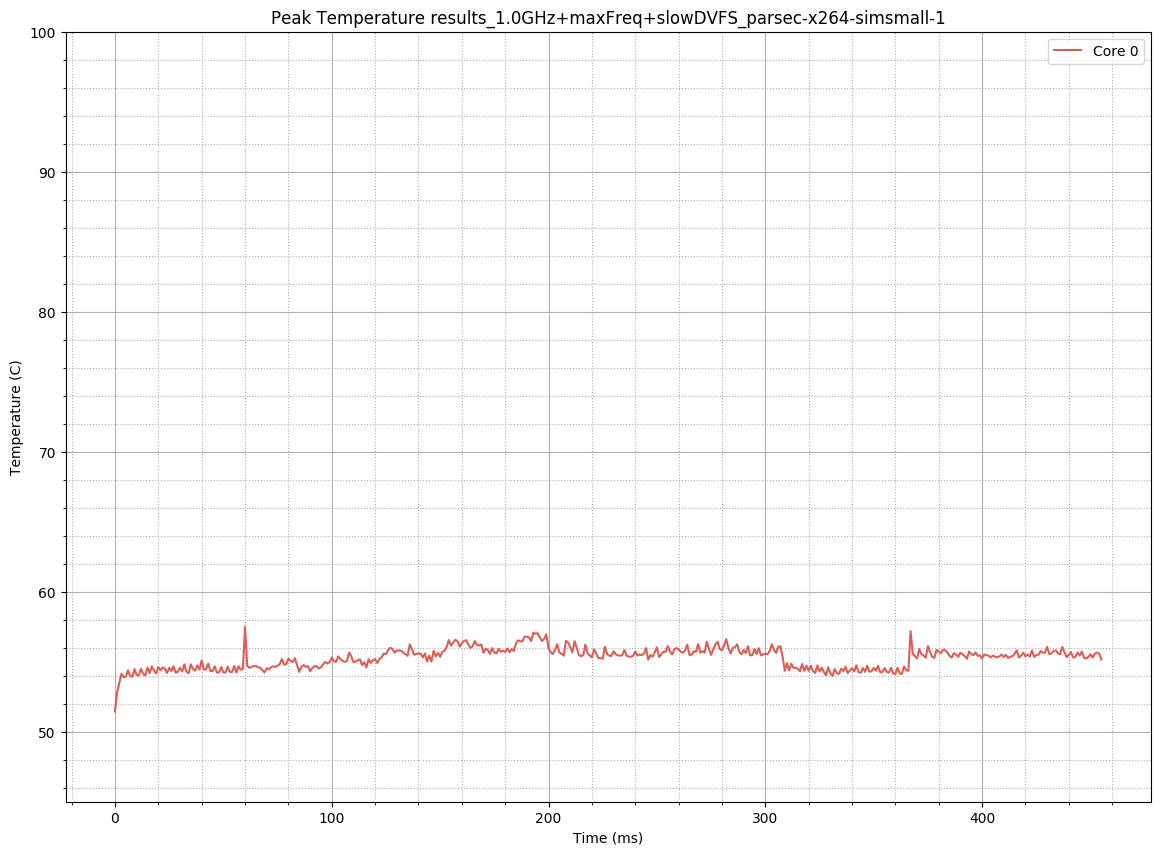 Peak Temperature results_1.0GHz+maxFreq+slowDVFS_parsec-x264-simsmall-1
Core 0
100
90
80
70
60
50
Temperature (C)
0 100 200 300 400
Time (ms)